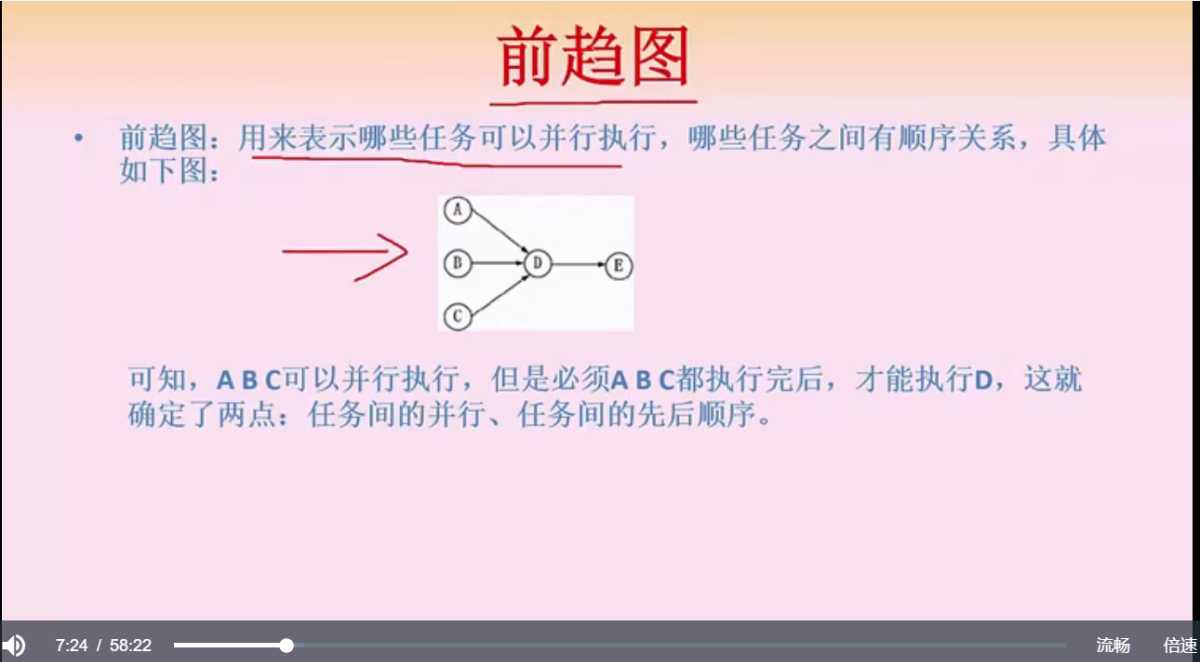 前趋图
• 前趋图：用来表示哪些任务可以并行执行，哪些任务之间有顺序关系，具体
如下图：
A
B
D
E
C
可知，A B C可以并行执行，但是必须A B C都执行完后，才能执行D，这就
确定了两点：任务间的并行、任务间的先后顺序。
7:24 / 58:22 流畅 倍速